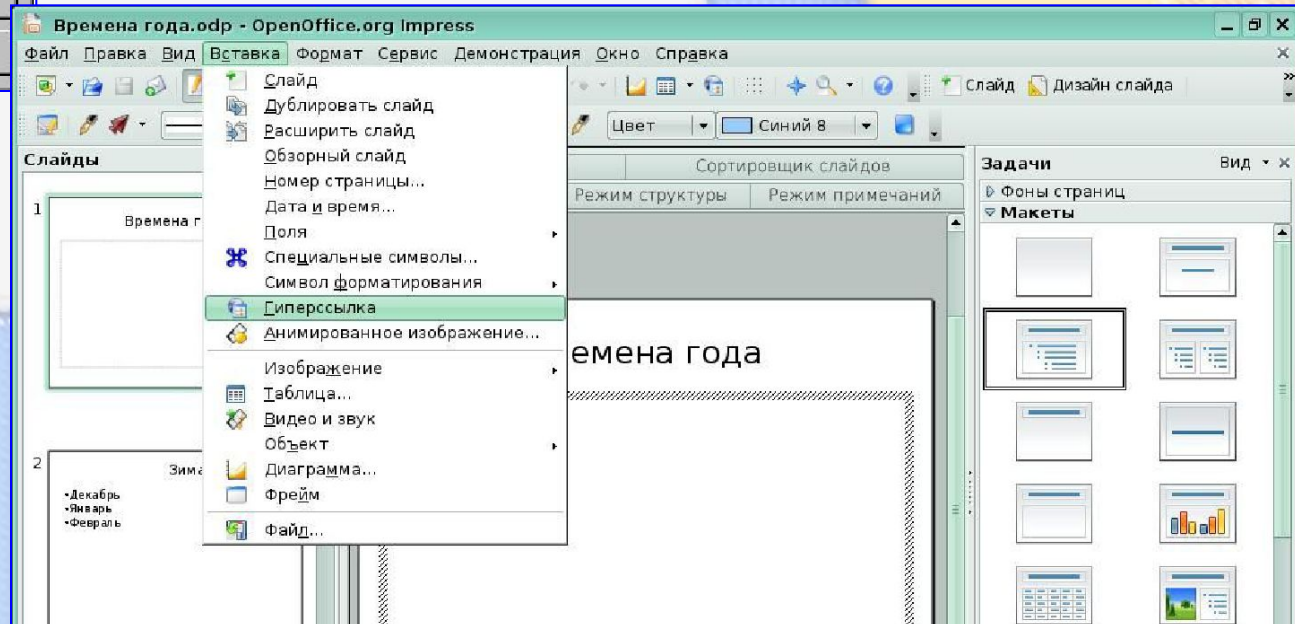 Времена года.odp - OpenOffice.org Impress
Файл Правка Вид Вставка Формат Сервис Демонстрация Окно Справка
Слайд Дизайн слайда
Цвет Синий 8
Слайды
Слайд
Дублировать слайд
Расширить слайд
Обзорный слайд
Номер страницы...
Дата и время...
Поля
Специальные символы...
Символ форматирования
Гиперссылка
Анимированное изображение...
Изображение
Таблица...
Видео и звук
Объект
Диаграмма...
Фрейм
Файл...
1
Времена г
2
Зима
•Декабрь
•Январь
•Февраль
Сортировщик слайдов
Режим структуры Режим примечаний
емена года
Задачи Вид
Фоны страниц
Макеты